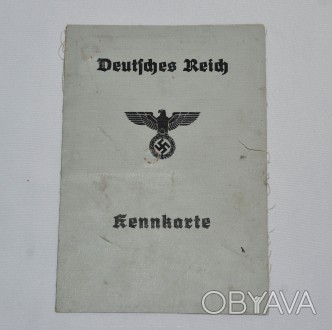 Deutsches Reich
Kennkarte
OBYAVA